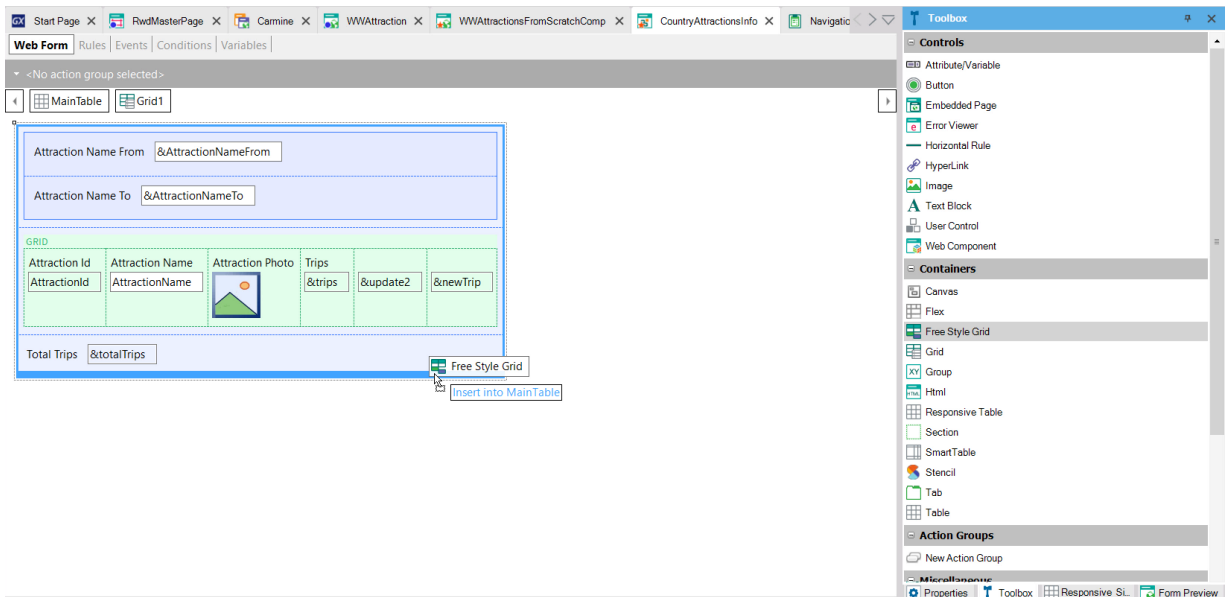 GX Start Page X RwdMasterPage X Carmine X WWAttraction X WWAttractionsFromScratchComp X CountryAttractionsInfo X Navigatio
Toolbox
Web Form Rules Events Conditions Variables
<No action group selected>
MainTable Grid1
Attraction Name From &AttractionNameFrom
Attraction Name To &AttractionNameTo
GRID
Attraction Id Attraction Name Attraction Photo Trips
AttractionId AttractionName &trips &update2 &newTrip
Total Trips &totalTrips
Free Style Grid
Insert into MainTable
Controls
Attribute/Variable
Button
Embedded Page
Error Viewer
Horizontal Rule
HyperLink
Image
Text Block
User Control
Web Component
Containers
Canvas
Flex
Free Style Grid
Grid
Group
Html
Responsive Table
Section
SmartTable
Stencil
Tab
Table
Action Groups
New Action Group
Miscellaneous
Properties Toolbox Responsive Si... Form Preview